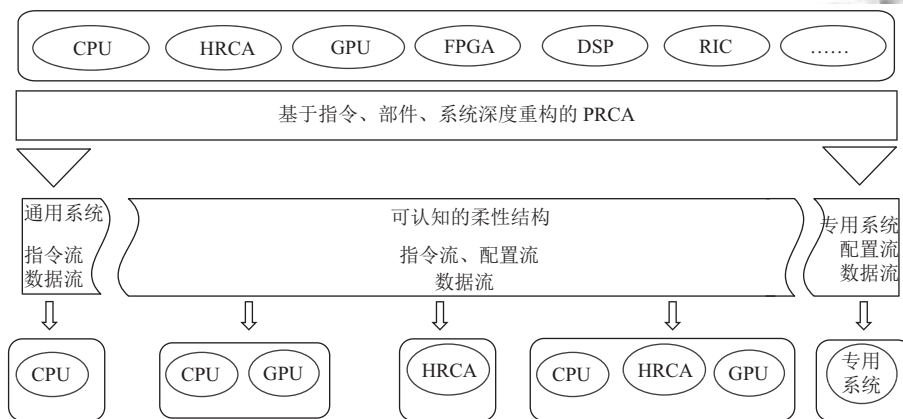 CPU HRCA GPU FPGA DSP RIC ……
基于指令、部件、系统深度重构的 PRCA
通用系统
指令流
数据流
可认知的柔性结构
指令流、配置流
数据流
专用系统
配置流
数据流
CPU
CPU GPU
HRCA
CPU HRCA GPU
专用
系统